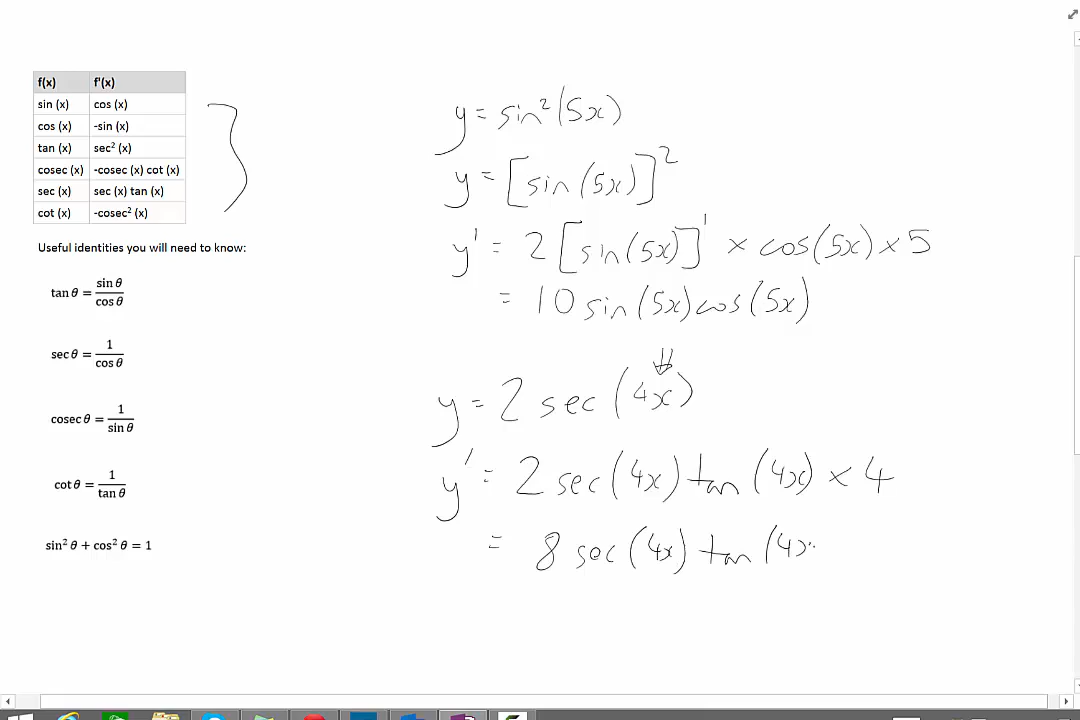 f(x) f'(x)
sin (x) cos (x)
cos (x) -sin (x)
tan (x) sec² (x)
cosec (x) -cosec (x) cot (x)
sec (x) sec (x) tan (x)
cot (x) -cosec² (x)
Useful identities you will need to know:
tan θ = sin θ / cos θ
sec θ = 1 / cos θ
cosec θ = 1 / sin θ
cot θ = 1 / tan θ
sin² θ + cos² θ = 1
y = sin² (5x)
y = [sin (5x)]²
y' = 2 [sin (5x)]¹ × cos (5x) × 5
= 10 sin (5x) cos (5x)
y = 2 sec (4x)
y' = 2 sec (4x) tan (4x) × 4
= 8 sec (4x) tan (4x